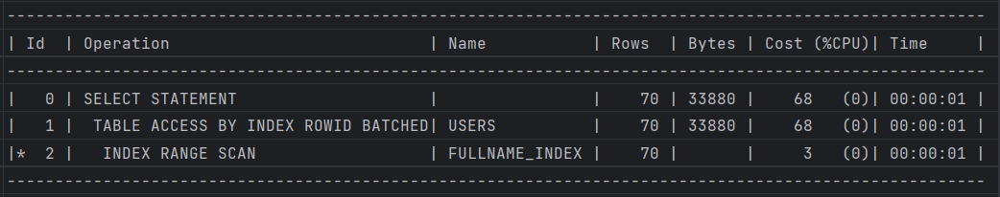 -----------------------------------------------------------------------------------------------------
| Id  | Operation                           | Name           | Rows  | Bytes | Cost (%CPU)| Time     |
-----------------------------------------------------------------------------------------------------
|   0 | SELECT STATEMENT                    |                |    70 | 33880 |    68   (0)| 00:00:01 |
|   1 |  TABLE ACCESS BY INDEX ROWID BATCHED| USERS          |    70 | 33880 |    68   (0)| 00:00:01 |
|*  2 |   INDEX RANGE SCAN                  | FULLNAME_INDEX |    70 |       |     3   (0)| 00:00:01 |
-----------------------------------------------------------------------------------------------------